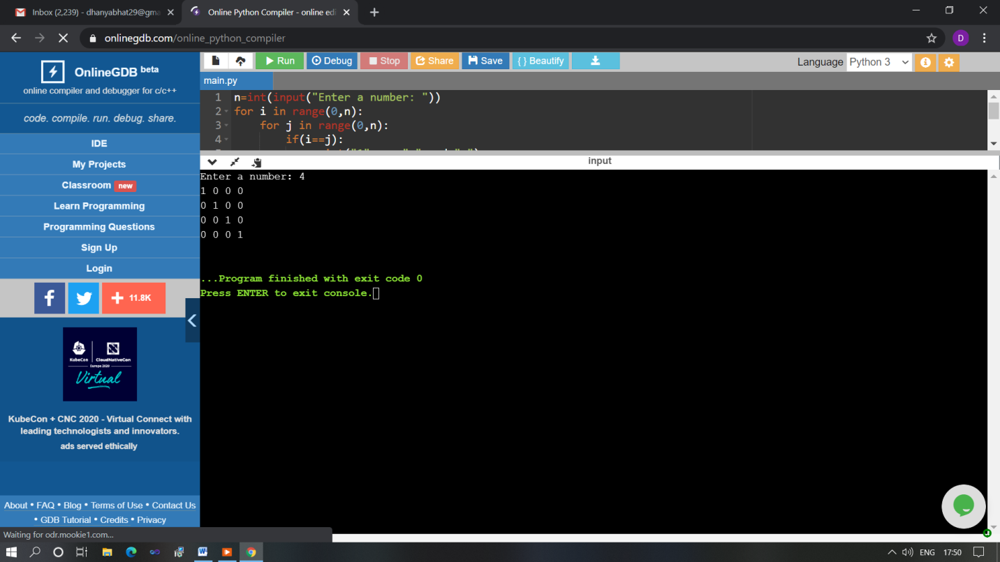 Inbox (2,239) - dhanyabhat29@gma
Online Python Compiler - online edi
onlinegdb.com/online_python_compiler
D
OnlineGDB beta
online compiler and debugger for c/c++
code. compile. run. debug. share.
IDE
My Projects
Classroom new
Learn Programming
Programming Questions
Sign Up
Login
f
+ 11.8K
KubeCon | CloudNativeCon
Europe 2020
Virtual
KubeCon + CNC 2020 - Virtual Connect with
leading technologists and innovators.
ads served ethically
About • FAQ • Blog • Terms of Use • Contact Us
• GDB Tutorial • Credits • Privacy
Waiting for odr.mookie1.com...
Run Debug Stop Share Save { } Beautify
Language Python 3
main.py
1 n=int(input("Enter a number: "))
2 for i in range(0,n):
3 for j in range(0,n):
4 if(i==j):
input
Enter a number: 4
1 0 0 0
0 1 0 0
0 0 1 0
0 0 0 1
...Program finished with exit code 0
Press ENTER to exit console.
ENG 17:50